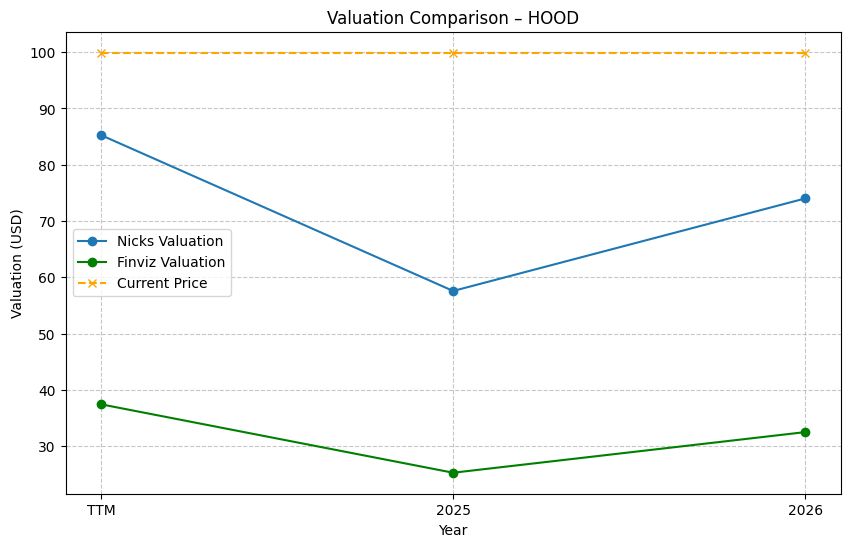 Valuation Comparison – HOOD
Valuation (USD)
100
90
80
70
60
50
40
30
Nicks Valuation
Finviz Valuation
Current Price
TTM
2025
2026
Year